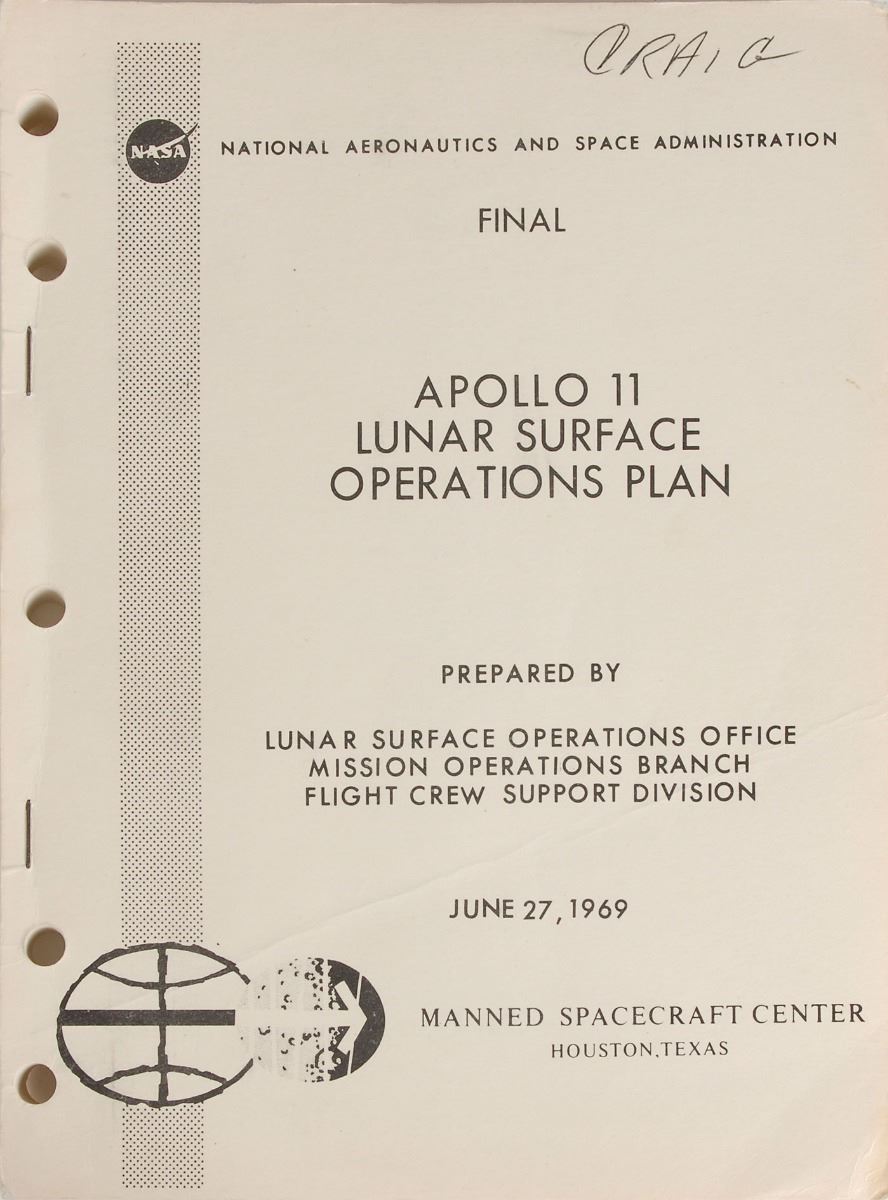 CRAIG
NASA
NATIONAL AERONAUTICS AND SPACE ADMINISTRATION
FINAL
APOLLO 11
LUNAR SURFACE
OPERATIONS PLAN
PREPARED BY
LUNAR SURFACE OPERATIONS OFFICE
MISSION OPERATIONS BRANCH
FLIGHT CREW SUPPORT DIVISION
JUNE 27, 1969
MANNED SPACECRAFT CENTER
HOUSTON, TEXAS